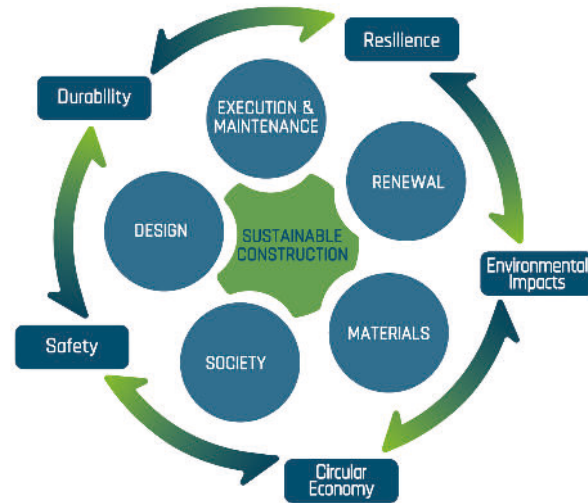 Resilience
Durability
EXECUTION &
MAINTENANCE
RENEWAL
DESIGN
SUSTAINABLE
CONSTRUCTION
Environmental
Impacts
MATERIALS
Safety
SOCIETY
Circular
Economy